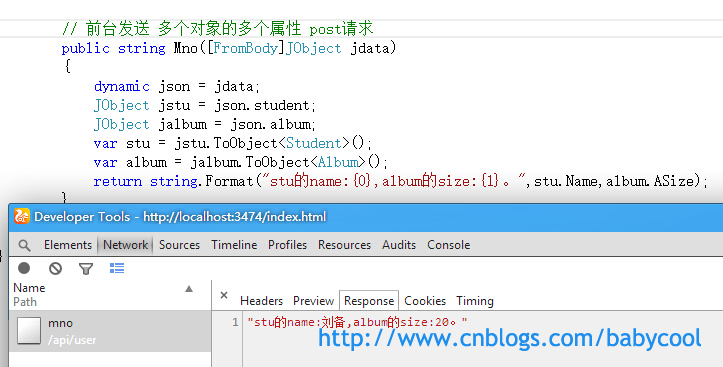 // 前台发送 多个对象的多个属性 post请求
public string Mno([FromBody]JObject jdata)
{
dynamic json = jdata;
JObject jstu = json.student;
JObject jalbum = json.album;
var stu = jstu.ToObject<Student>();
var album = jalbum.ToObject<Album>();
return string.Format("stu的name:{0},album的size:{1}。",stu.Name,album.ASize);
}
}
Developer Tools - http://localhost:3474/index.html
Elements Network Sources Timeline Profiles Resources Audits Console
Name
Path
mno
/api/user
× Headers Preview Response Cookies Timing
1 "stu的name:刘备,album的size:20。"
http://www.cnblogs.com/babycool